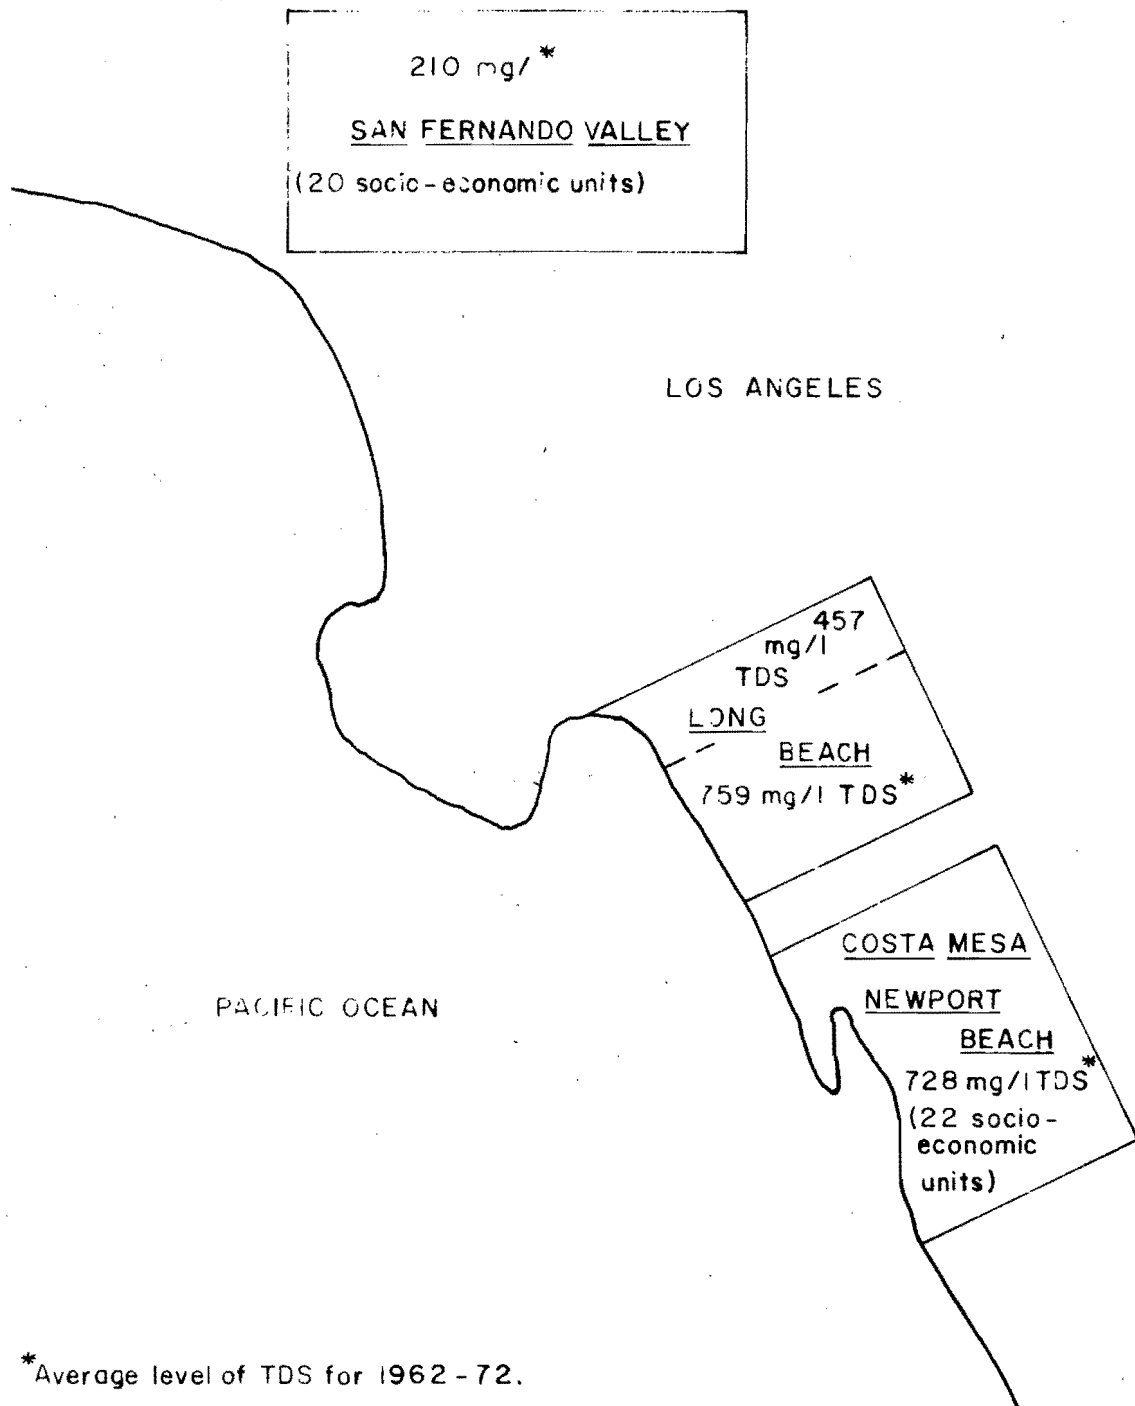 210 mg/*
SAN FERNANDO VALLEY
(20 socio-economic units)
LOS ANGELES
457
mg/l
TDS
LONG
BEACH
759 mg/l TDS*
COSTA MESA
NEWPORT
BEACH
728 mg/l TDS*
(22 socio-
economic
units)
PACIFIC OCEAN
*Average level of TDS for 1962-72.